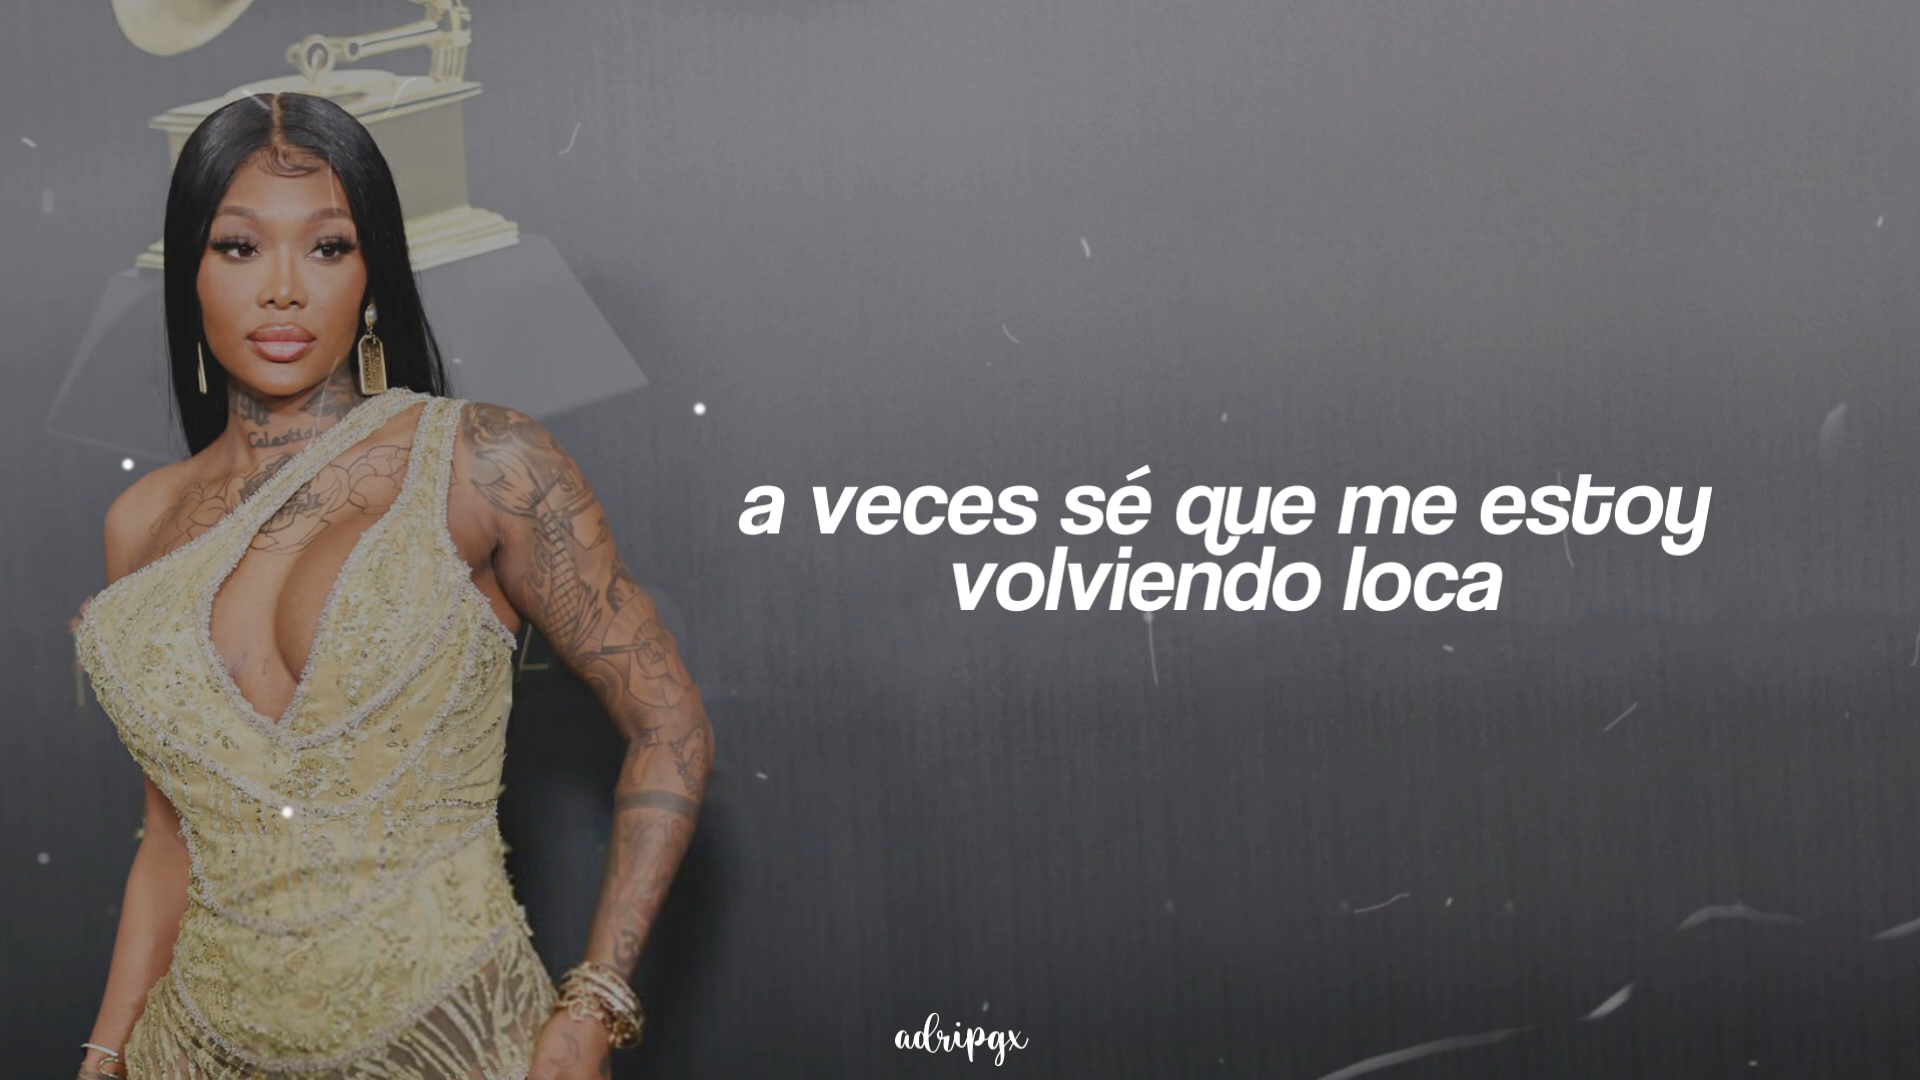 a veces sé que me estoy
volviendo loca
adripgx